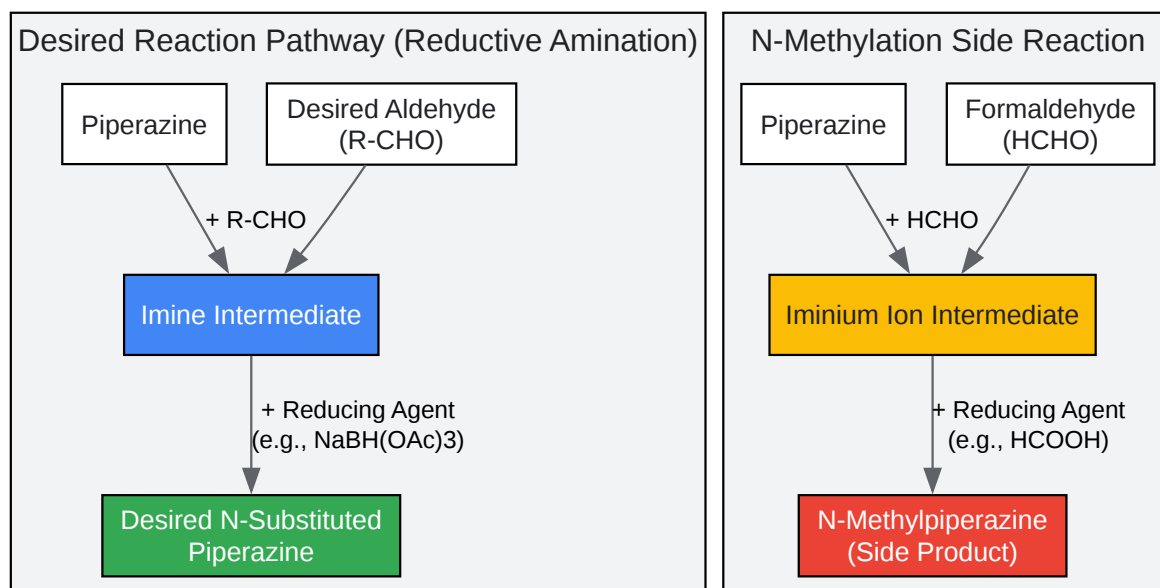 Desired Reaction Pathway (Reductive Amination)
Piperazine
Desired Aldehyde
(R-CHO)
+ R-CHO
Imine Intermediate
+ Reducing Agent
(e.g., NaBH(OAc)3)
Desired N-Substituted
Piperazine
N-Methylation Side Reaction
Piperazine
Formaldehyde
(HCHO)
+ HCHO
Iminium Ion Intermediate
+ Reducing Agent
(e.g., HCOOH)
N-Methylpiperazine
(Side Product)